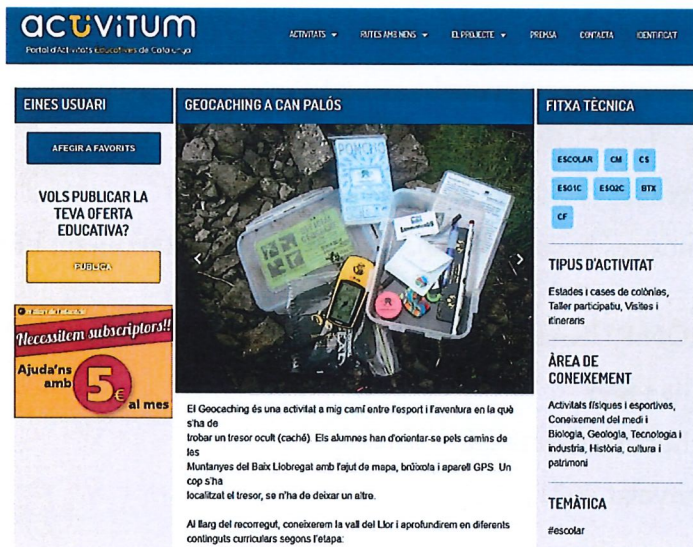 activitum
Portal d'Activitats Educatives de Catalunya
ACTIVITATS
RUTES AMB NENS
EL PROJECTE
PREMSA
CONTACTA
IDENTIFICAT
EINES USUARI
AFEGIR A FAVORITS
VOLS PUBLICAR LA
TEVA OFERTA
EDUCATIVA?
PUBLICA
Necessitem subscriptors!!
Ajuda'ns
amb
5€
al mes
GEOCACHING A CAN PALÓS
PONCHO
El Geocaching és una activitat a mig camí entre l'esport i l'aventura en la què
s'ha de
trobar un tresor ocult (caché). Els alumnes han d'orientar-se pels camins de
les
Muntanyes del Baix Llobregat amb l'ajut de mapa, brúixola i aparell GPS. Un
cop s'ha
localitzat el tresor, se n'ha de deixar un altre.
Al llarg del recorregut, coneixerem la vall del Llor i aprofundirem en diferents
continguts curriculars segons l'etapa:
FITXA TÈCNICA
ESCOLAR CM CS
ESO1C ESO2C BTX
CF
TIPUS D'ACTIVITAT
Estades i cases de colònies,
Taller participatiu, Visites i
itineraris
ÀREA DE
CONEIXEMENT
Activitats físiques i esportives,
Coneixement del medi i
Biologia, Geologia, Tecnologia i
industria, Història, cultura i
patrimoni
TEMÀTICA
#escolar